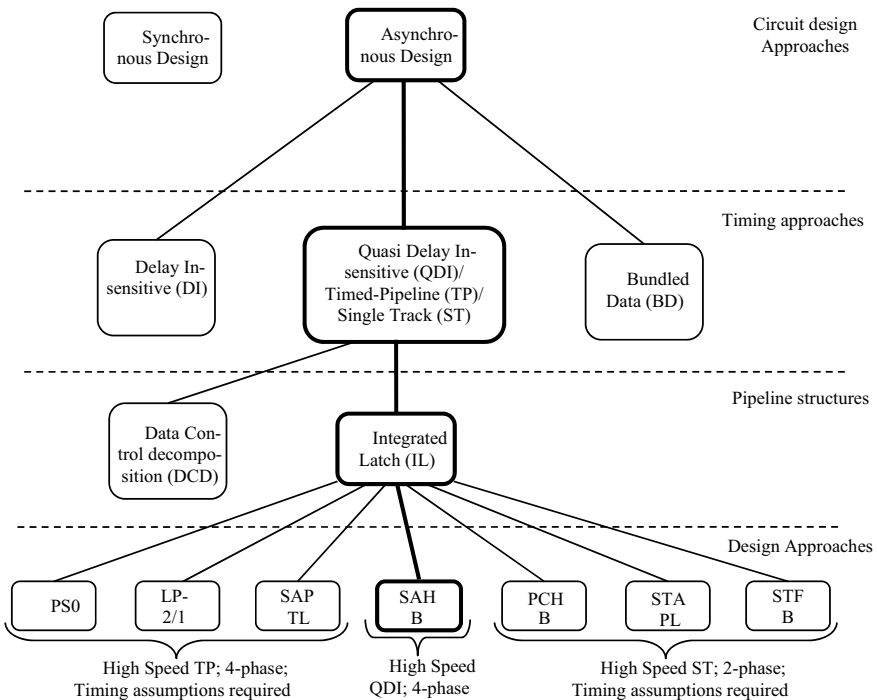 Synchro-
nous Design
Asynchro-
nous Design
Circuit design
Approaches
Timing approaches
Delay In-
sensitive (DI)
Quasi Delay In-
sensitive (QDI)/
Timed-Pipeline (TP)/
Single Track (ST)
Bundled
Data (BD)
Pipeline structures
Data Con-
trol decompo-
sition (DCD)
Integrated
Latch (IL)
Design Approaches
PS0
LP-
2/1
SAP
TL
SAH
B
PCH
B
STA
PL
STF
B
High Speed TP; 4-phase;
Timing assumptions required
High Speed
QDI; 4-phase
High Speed ST; 2-phase;
Timing assumptions required